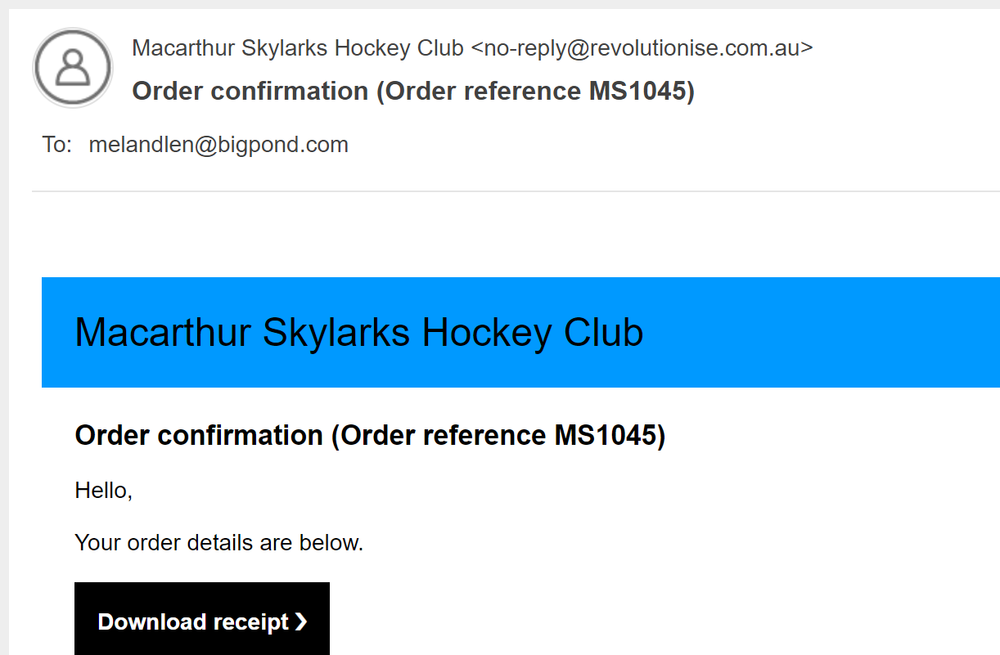 Macarthur Skylarks Hockey Club <no-reply@revolutionise.com.au>
Order confirmation (Order reference MS1045)
To: melandlen@bigpond.com
Macarthur Skylarks Hockey Club
Order confirmation (Order reference MS1045)
Hello,
Your order details are below.
Download receipt ❯